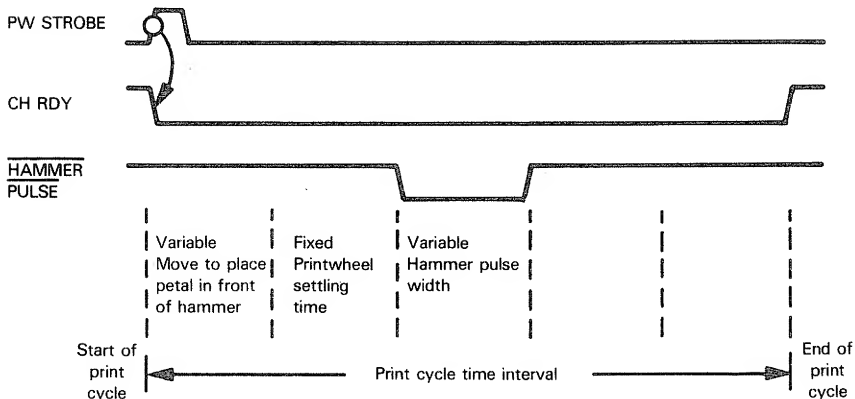 PW STROBE
CH RDY
HAMMER
PULSE
Variable
Move to place
petal in front
of hammer
Fixed
Printwheel
settling
time
Variable
Hammer pulse
width
Start of
print
cycle
Print cycle time interval
End of
print
cycle